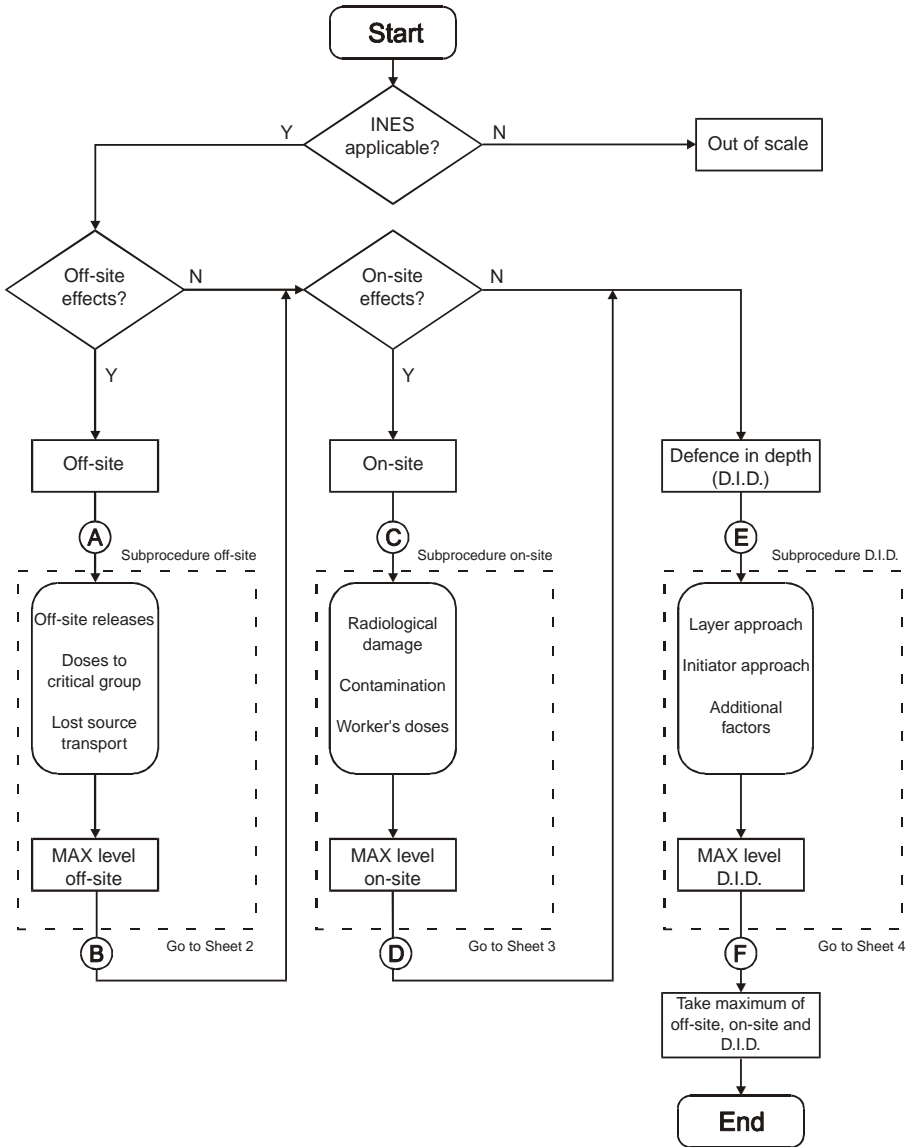 Start
INES
applicable?
Y
N
Out of scale
Off-site
effects?
N
On-site
effects?
N
Y
Y
Off-site
On-site
Defence in depth
(D.I.D.)
A
Subprocedure off-site
C
Subprocedure on-site
E
Subprocedure D.I.D.
Off-site releases
Doses to
critical group
Lost source
transport
Radiological
damage
Contamination
Worker's doses
Layer approach
Initiator approach
Additional
factors
MAX level
off-site
MAX level
on-site
MAX level
D.I.D.
B
Go to Sheet 2
D
Go to Sheet 3
F
Go to Sheet 4
Take maximum of
off-site, on-site and
D.I.D.
End